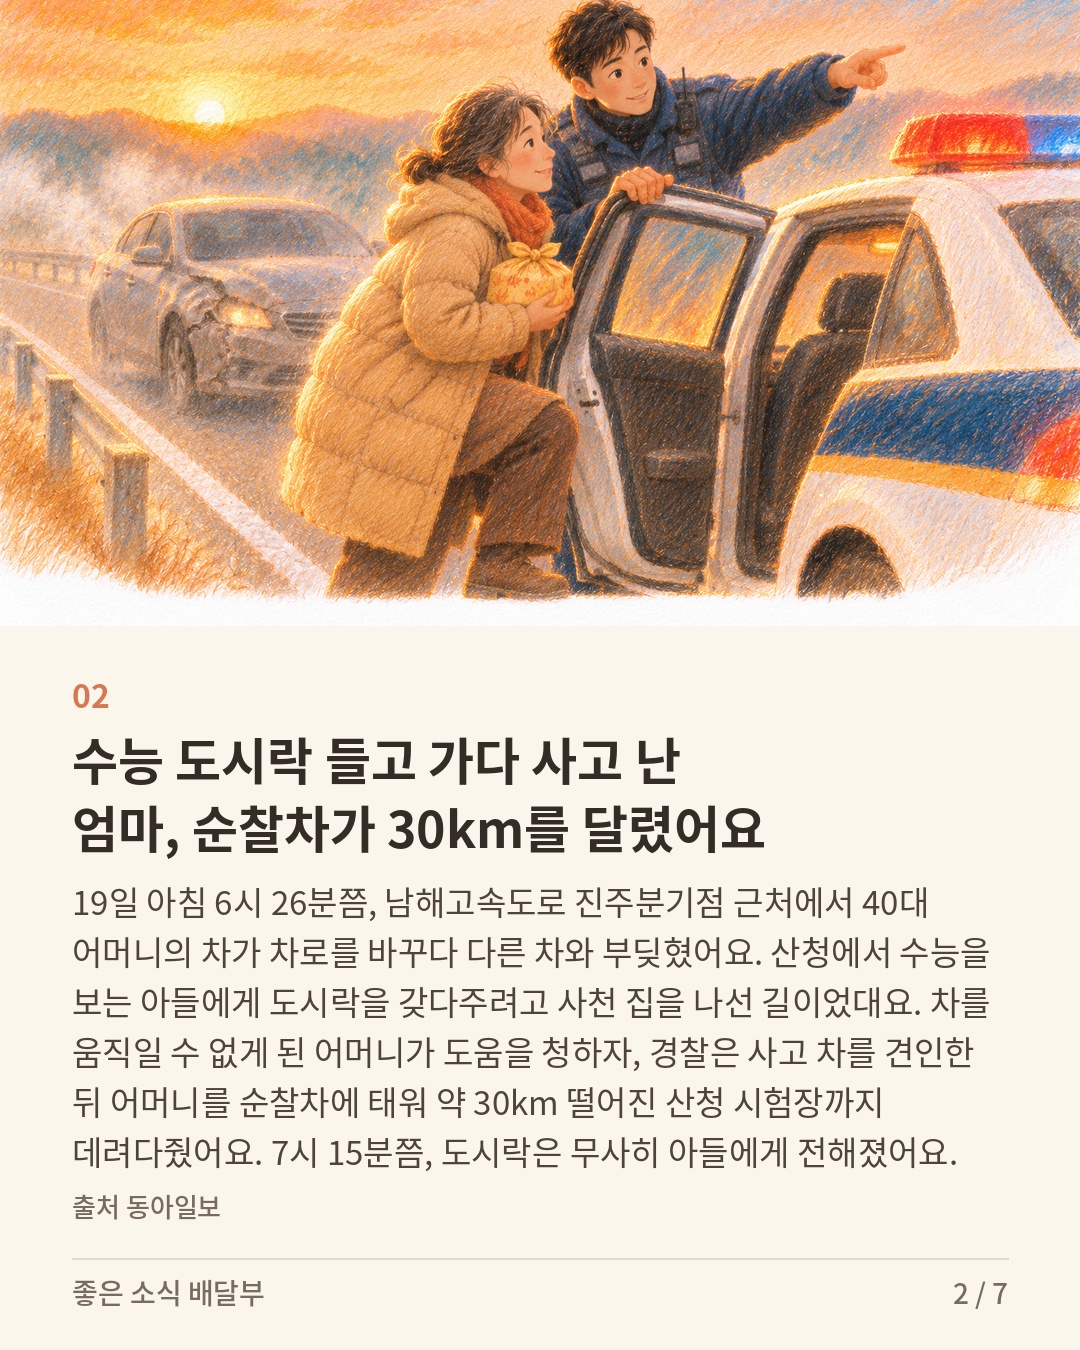 02
수능 도시락 들고 가다 사고 난
엄마, 순찰차가 30km를 달렸어요
19일 아침 6시 26분쯤, 남해고속도로 진주분기점 근처에서 40대
어머니의 차가 차로를 바꾸다 다른 차와 부딪혔어요. 산청에서 수능을
보는 아들에게 도시락을 갖다주려고 사천 집을 나선 길이었대요. 차를
움직일 수 없게 된 어머니가 도움을 청하자, 경찰은 사고 차를 견인한
뒤 어머니를 순찰차에 태워 약 30km 떨어진 산청 시험장까지
데려다줬어요. 7시 15분쯤, 도시락은 무사히 아들에게 전해졌어요.
출처 동아일보
좋은 소식 배달부
2 / 7